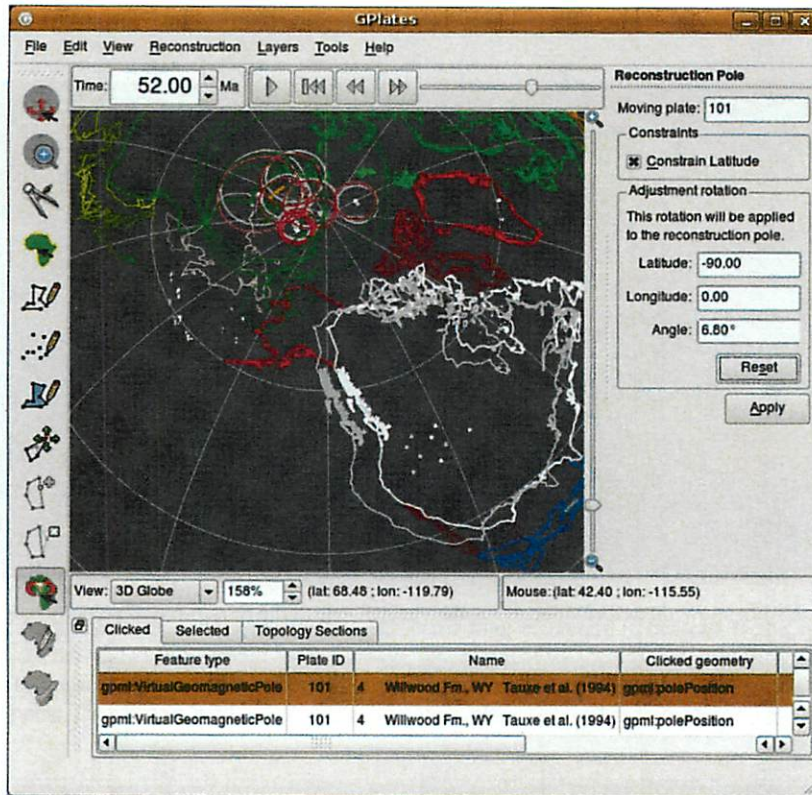 GPlates
File Edit View Reconstruction Layers Tools Help
Time: 52.00 Ma
Reconstruction Pole
Moving plate: 101
Constraints
Constrain Latitude
Adjustment rotation
This rotation will be applied
to the reconstruction pole.
Latitude: -90.00
Longitude: 0.00
Angle: 6.80°
Reset
Apply
View: 3D Globe 158% (lat: 68.48 ; lon: -119.79) Mouse: (lat: 42.40 ; lon: -115.55)
Clicked Selected Topology Sections
Feature type Plate ID Name Clicked geometry
gpml:VirtualGeomagneticPole 101 4 Willwood Fm., WY Tauxe et al. (1994) gpml:polePosition
gpml:VirtualGeomagneticPole 101 4 Willwood Fm., WY Tauxe et al. (1994) gpml:polePosition